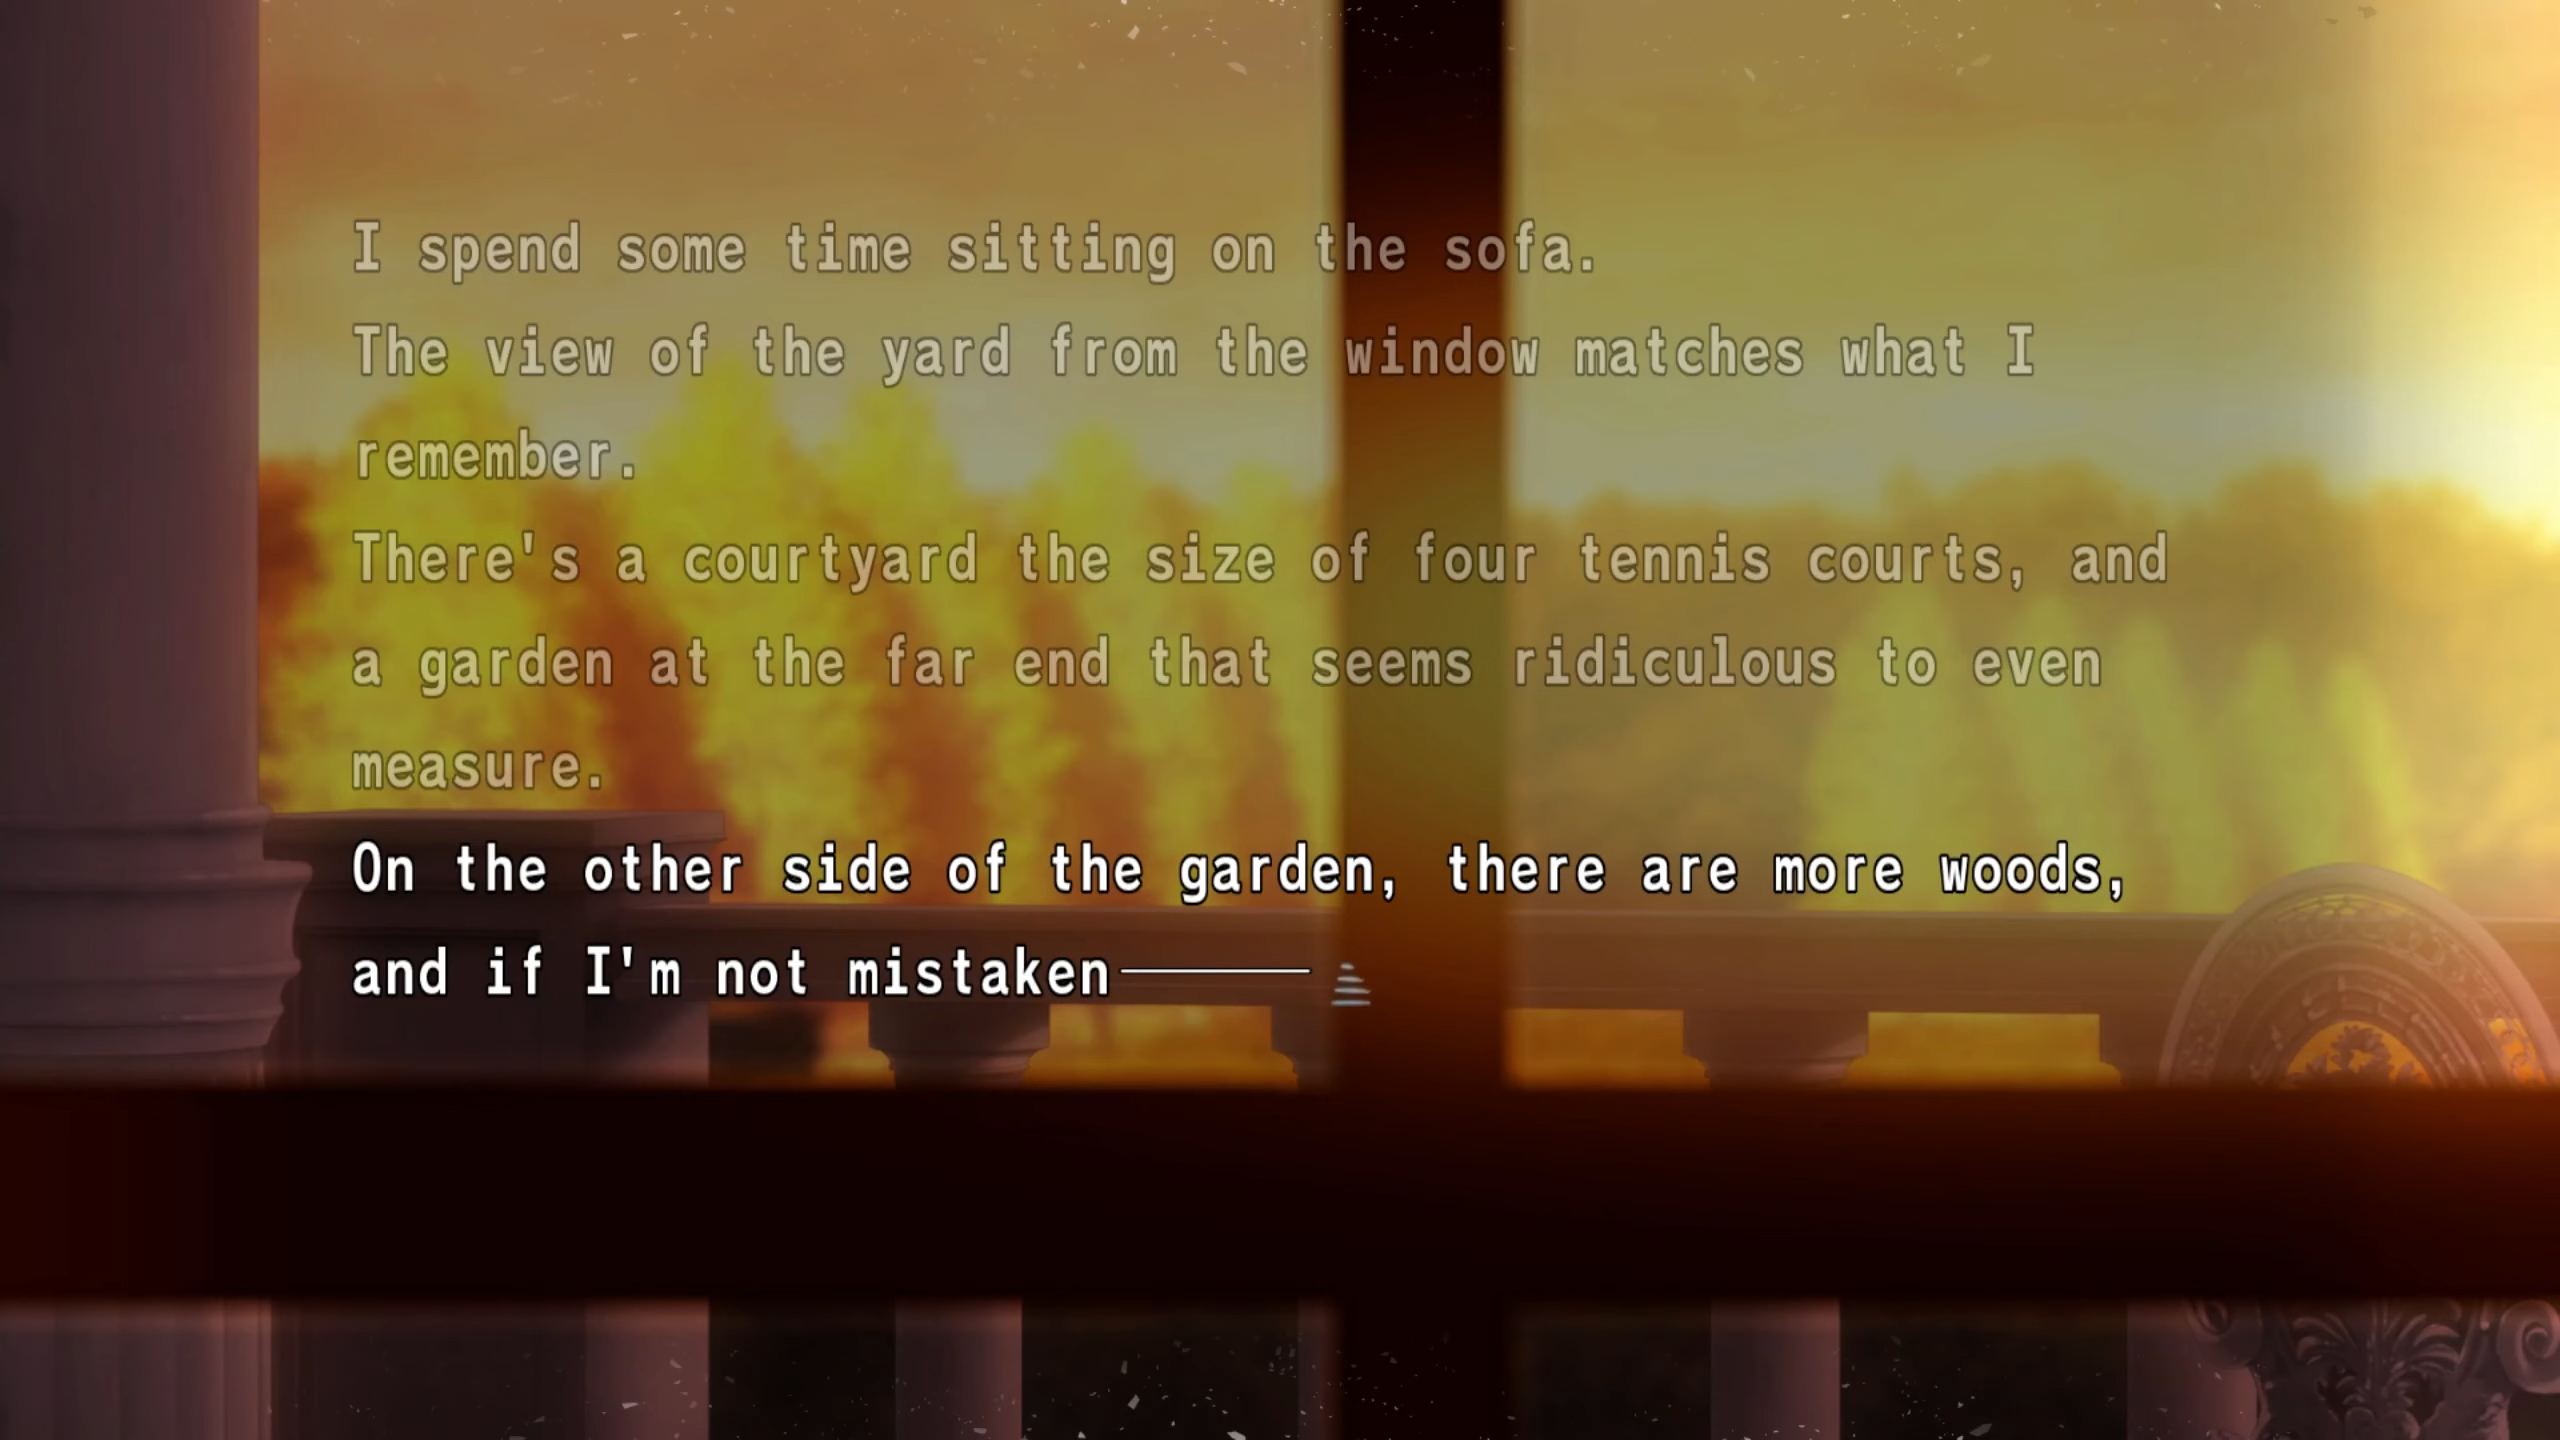 I spend some time sitting on the sofa.
The view of the yard from the window matches what I
remember.
There's a courtyard the size of four tennis courts, and
a garden at the far end that seems ridiculous to even
measure.
On the other side of the garden, there are more woods,
and if I'm not mistaken———